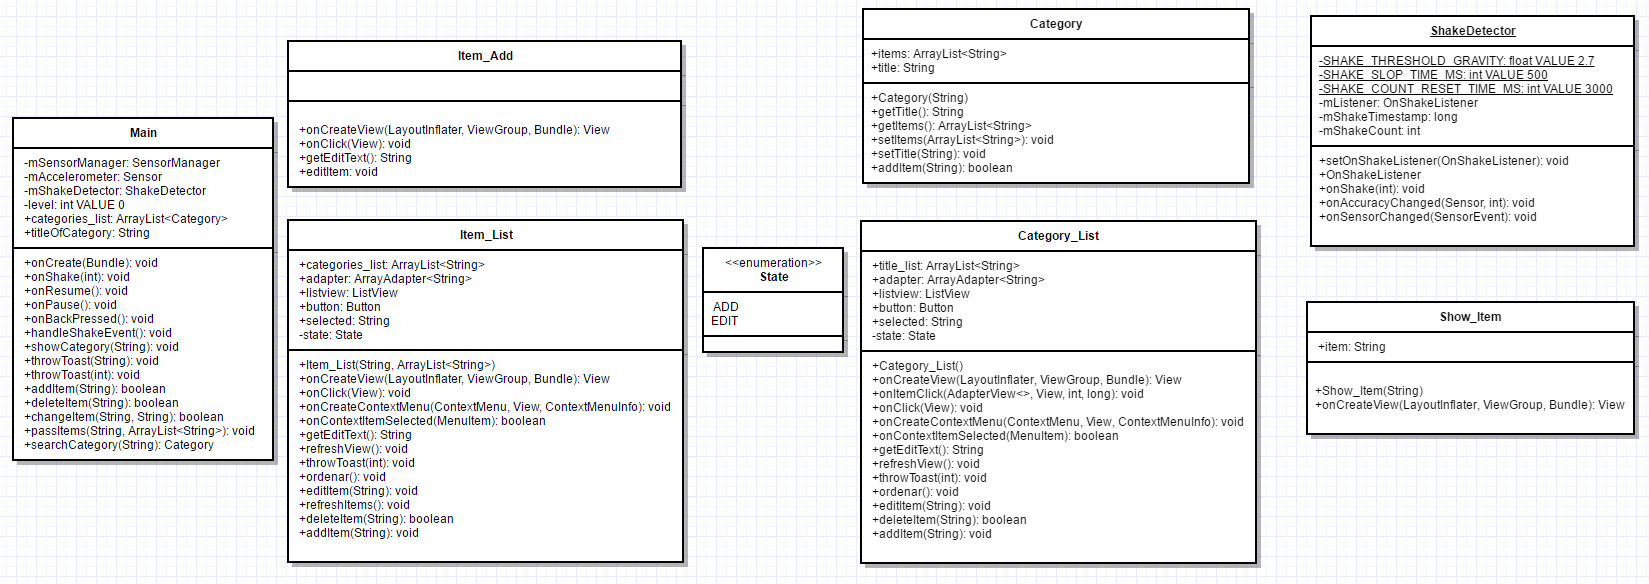 Main
-mSensorManager: SensorManager
-mAccelerometer: Sensor
-mShakeDetector: ShakeDetector
-level: int VALUE 0
+categories_list: ArrayList<Category>
+titleOfCategory: String
+onCreate(Bundle): void
+onShake(int): void
+onResume(): void
+onPause(): void
+onBackPressed(): void
+handleShakeEvent(): void
+showCategory(String): void
+throwToast(String): void
+throwToast(int): void
+addItem(String): boolean
+deleteItem(String): boolean
+changeItem(String, String): boolean
+passItems(String, ArrayList<String>): void
+searchCategory(String): Category
Item_Add
+onCreateView(LayoutInflater, ViewGroup, Bundle): View
+onClick(View): void
+getEditText(): String
+editItem: void
Item_List
+categories_list: ArrayList<String>
+adapter: ArrayAdapter<String>
+listview: ListView
+button: Button
+selected: String
-state: State
+Item_List(String, ArrayList<String>)
+onCreateView(LayoutInflater, ViewGroup, Bundle): View
+onClick(View): void
+onCreateContextMenu(ContextMenu, View, ContextMenuInfo): void
+onContextItemSelected(MenuItem): boolean
+getEditText(): String
+refreshView(): void
+throwToast(int): void
+ordenar(): void
+editItem(String): void
+refreshItems(): void
+deleteItem(String): boolean
+addItem(String): void
<<enumeration>>
State
ADD
EDIT
Category
+items: ArrayList<String>
+title: String
+Category(String)
+getTitle(): String
+getItems(): ArrayList<String>
+setItems(ArrayList<String>): void
+setTitle(String): void
+addItem(String): boolean
Category_List
+title_list: ArrayList<String>
+adapter: ArrayAdapter<String>
+listview: ListView
+button: Button
+selected: String
-state: State
+Category_List()
+onCreateView(LayoutInflater, ViewGroup, Bundle): View
+onItemClick(AdapterView<>, View, int, long): void
+onClick(View): void
+onCreateContextMenu(ContextMenu, View, ContextMenuInfo): void
+onContextItemSelected(MenuItem): boolean
+getEditText(): String
+refreshView(): void
+throwToast(int): void
+ordenar(): void
+editItem(String): void
+deleteItem(String): boolean
+addItem(String): void
ShakeDetector
-SHAKE_THRESHOLD_GRAVITY: float VALUE 2.7
-SHAKE_SLOP_TIME_MS: int VALUE 500
-SHAKE_COUNT_RESET_TIME_MS: int VALUE 3000
-mListener: OnShakeListener
-mShakeTimestamp: long
-mShakeCount: int
+setOnShakeListener(OnShakeListener): void
+OnShakeListener
+onShake(int): void
+onAccuracyChanged(Sensor, int): void
+onSensorChanged(SensorEvent): void
Show_Item
+item: String
+Show_Item(String)
+onCreateView(LayoutInflater, ViewGroup, Bundle): View